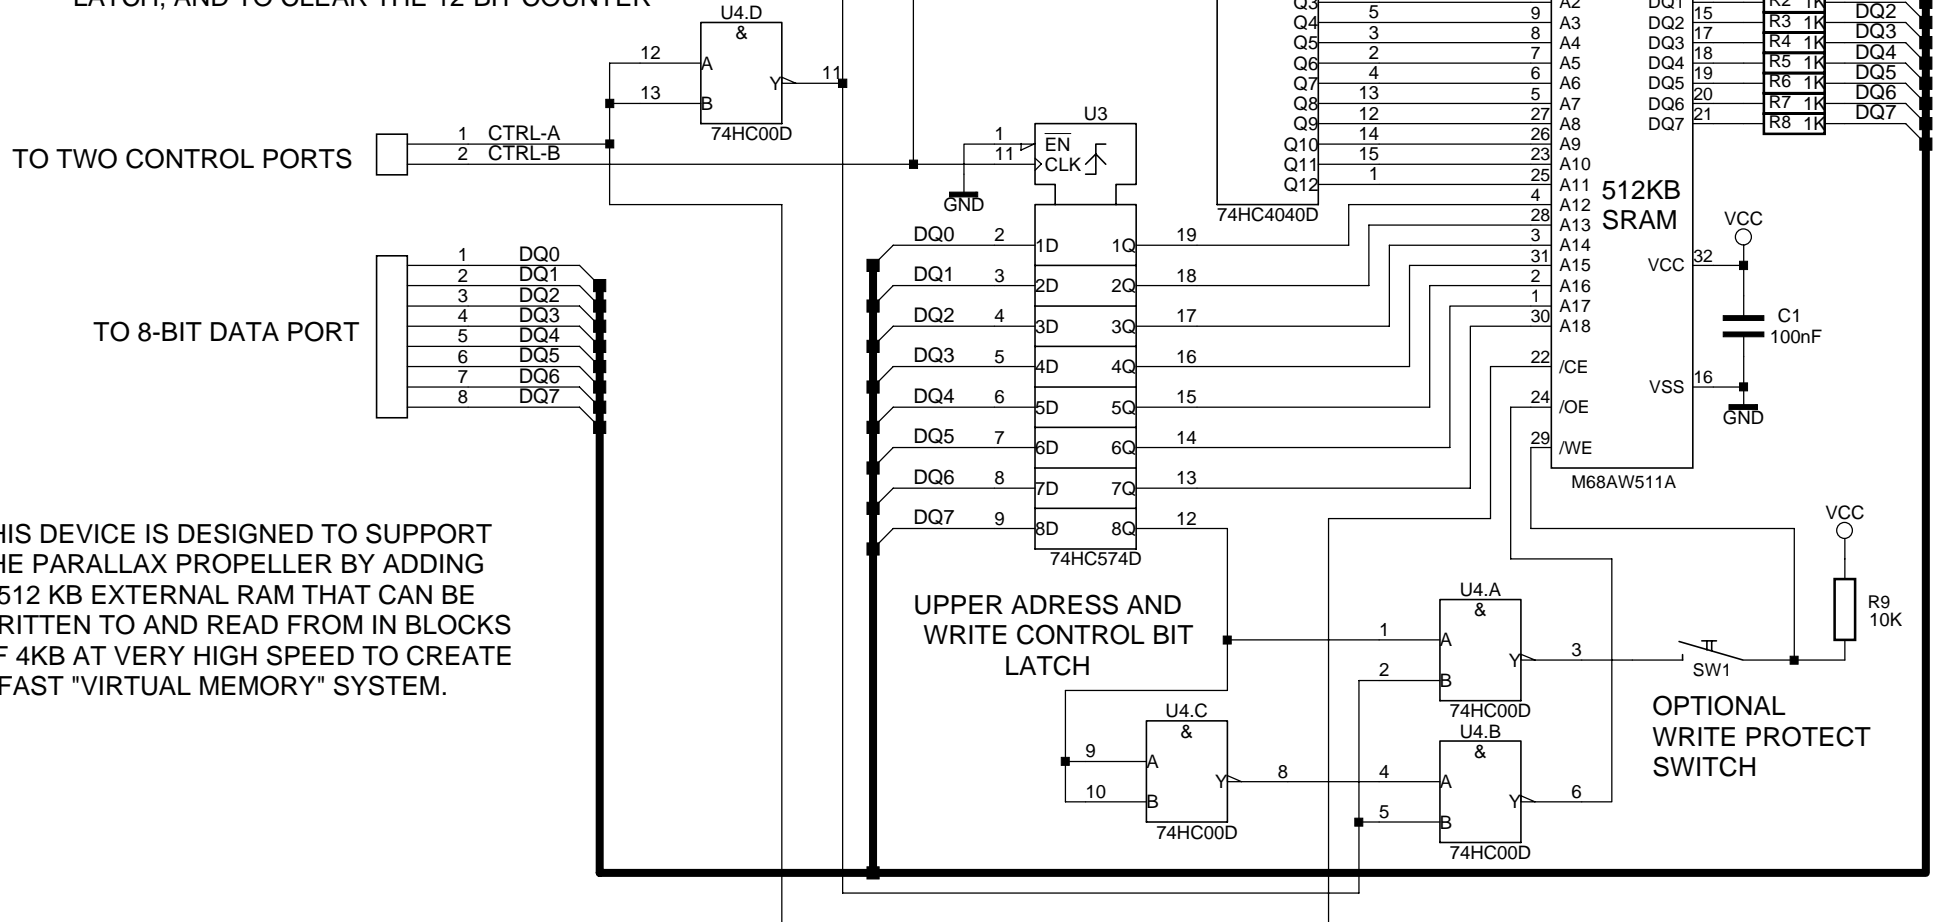 LATCH, AND TO CLEAR THE 12 BIT COUNTER
U4.D
&
12 A
13 B
Y 11
74HC00D
TO TWO CONTROL PORTS
1 CTRL-A
2 CTRL-B
TO 8-BIT DATA PORT
1 DQ0
2 DQ1
3 DQ2
4 DQ3
5 DQ4
6 DQ5
7 DQ6
8 DQ7
HIS DEVICE IS DESIGNED TO SUPPORT
HE PARALLAX PROPELLER BY ADDING
512 KB EXTERNAL RAM THAT CAN BE
RITTEN TO AND READ FROM IN BLOCKS
F 4KB AT VERY HIGH SPEED TO CREATE
FAST "VIRTUAL MEMORY" SYSTEM.
U3
1 EN
11 CLK
GND
DQ0 2 1D 1Q 19
DQ1 3 2D 2Q 18
DQ2 4 3D 3Q 17
DQ3 5 4D 4Q 16
DQ4 6 5D 5Q 15
DQ5 7 6D 6Q 14
DQ6 8 7D 7Q 13
DQ7 9 8D 8Q 12
74HC574D
UPPER ADRESS AND
WRITE CONTROL BIT
LATCH
Q3
Q4 5
Q5 3
Q6 2
Q7 4
Q8 13
Q9 12
Q10 14
Q11 15
Q12 1
74HC4040D
A2
9 A3
8 A4
7 A5
6 A6
5 A7
27 A8
26 A9
23 A10
25 A11
4 A12
28 A13
3 A14
31 A15
2 A16
1 A17
30 A18
22 /CE
24 /OE
29 /WE
512KB
SRAM
M68AW511A
DQ1 R2 1K
DQ2 15 R3 1K DQ2
DQ3 17 R4 1K DQ3
DQ4 18 R5 1K DQ4
DQ5 19 R6 1K DQ5
DQ6 20 R7 1K DQ6
DQ7 21 R8 1K DQ7
VCC
VCC 32
C1
100nF
VSS 16
GND
U4.A
&
1 A
2 B
Y 3
74HC00D
SW1
VCC
R9
10K
OPTIONAL
WRITE PROTECT
SWITCH
U4.C
&
9 A
10 B
Y 8
74HC00D
U4.B
&
4 A
5 B
Y 6
74HC00D